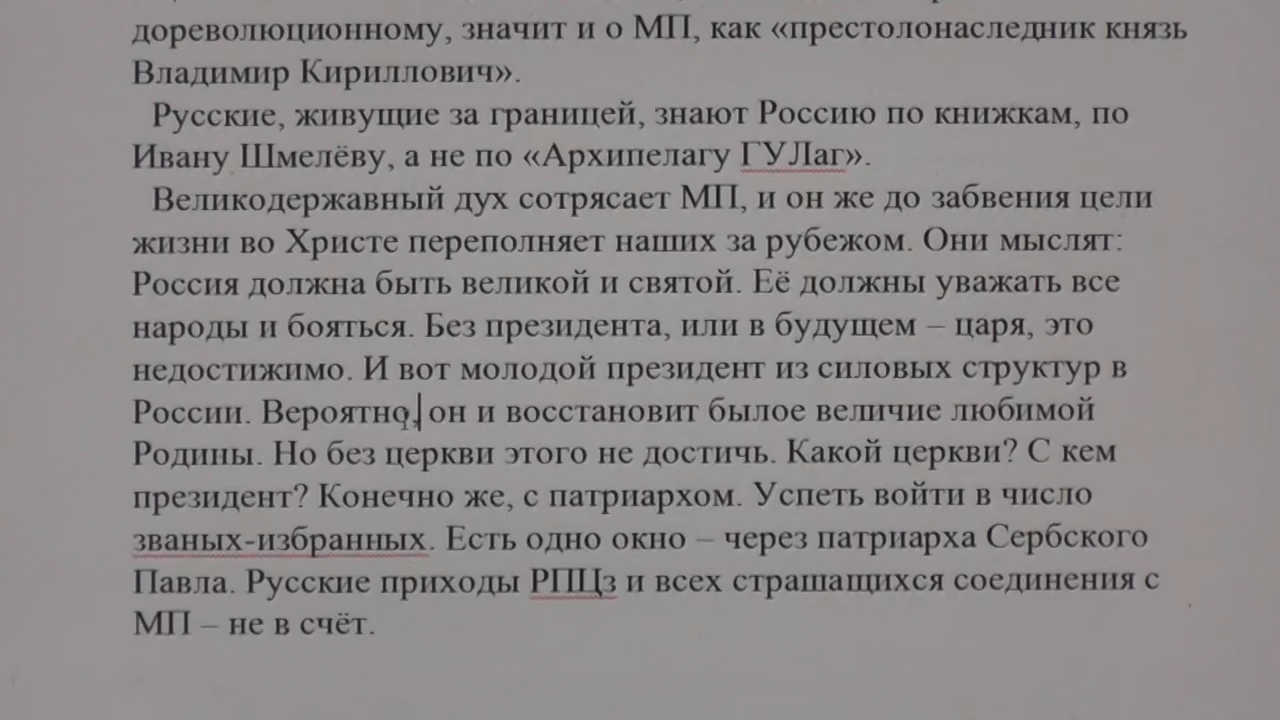 дореволюционному, значит и о МП, как «престолонаследник князь
Владимир Кириллович».
Русские, живущие за границей, знают Россию по книжкам, по
Ивану Шмелёву, а не по «Архипелагу ГУЛаг».
Великодержавный дух сотрясает МП, и он же до забвения цели
жизни во Христе переполняет наших за рубежом. Они мыслят:
Россия должна быть великой и святой. Её должны уважать все
народы и бояться. Без президента, или в будущем – царя, это
недостижимо. И вот молодой президент из силовых структур в
России. Вероятно, он и восстановит былое величие любимой
Родины. Но без церкви этого не достичь. Какой церкви? С кем
президент? Конечно же, с патриархом. Успеть войти в число
званых-избранных. Есть одно окно – через патриарха Сербского
Павла. Русские приходы РПЦз и всех страшащихся соединения с
МП – не в счёт.